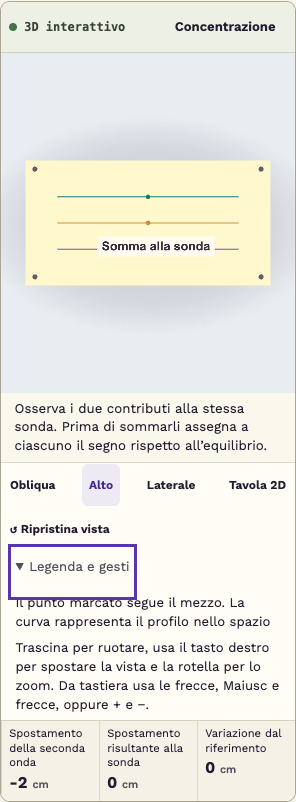 3D interattivo
Concentrazione
Somma alla sonda
Osserva i due contributi alla stessa
sonda. Prima di sommarli assegna a
ciascuno il segno rispetto all’equilibrio.
Obliqua
Alto
Laterale
Tavola 2D
↺ Ripristina vista
▼ Legenda e gesti
Il punto marcato segue il mezzo. La
curva rappresenta il profilo nello spazio
Trascina per ruotare, usa il tasto destro
per spostare la vista e la rotella per lo
zoom. Da tastiera usa le frecce, Maiusc e
frecce, oppure + e −.
Spostamento
della seconda
onda
-2 cm
Spostamento
risultante alla
sonda
0 cm
Variazione dal
riferimento
0 cm